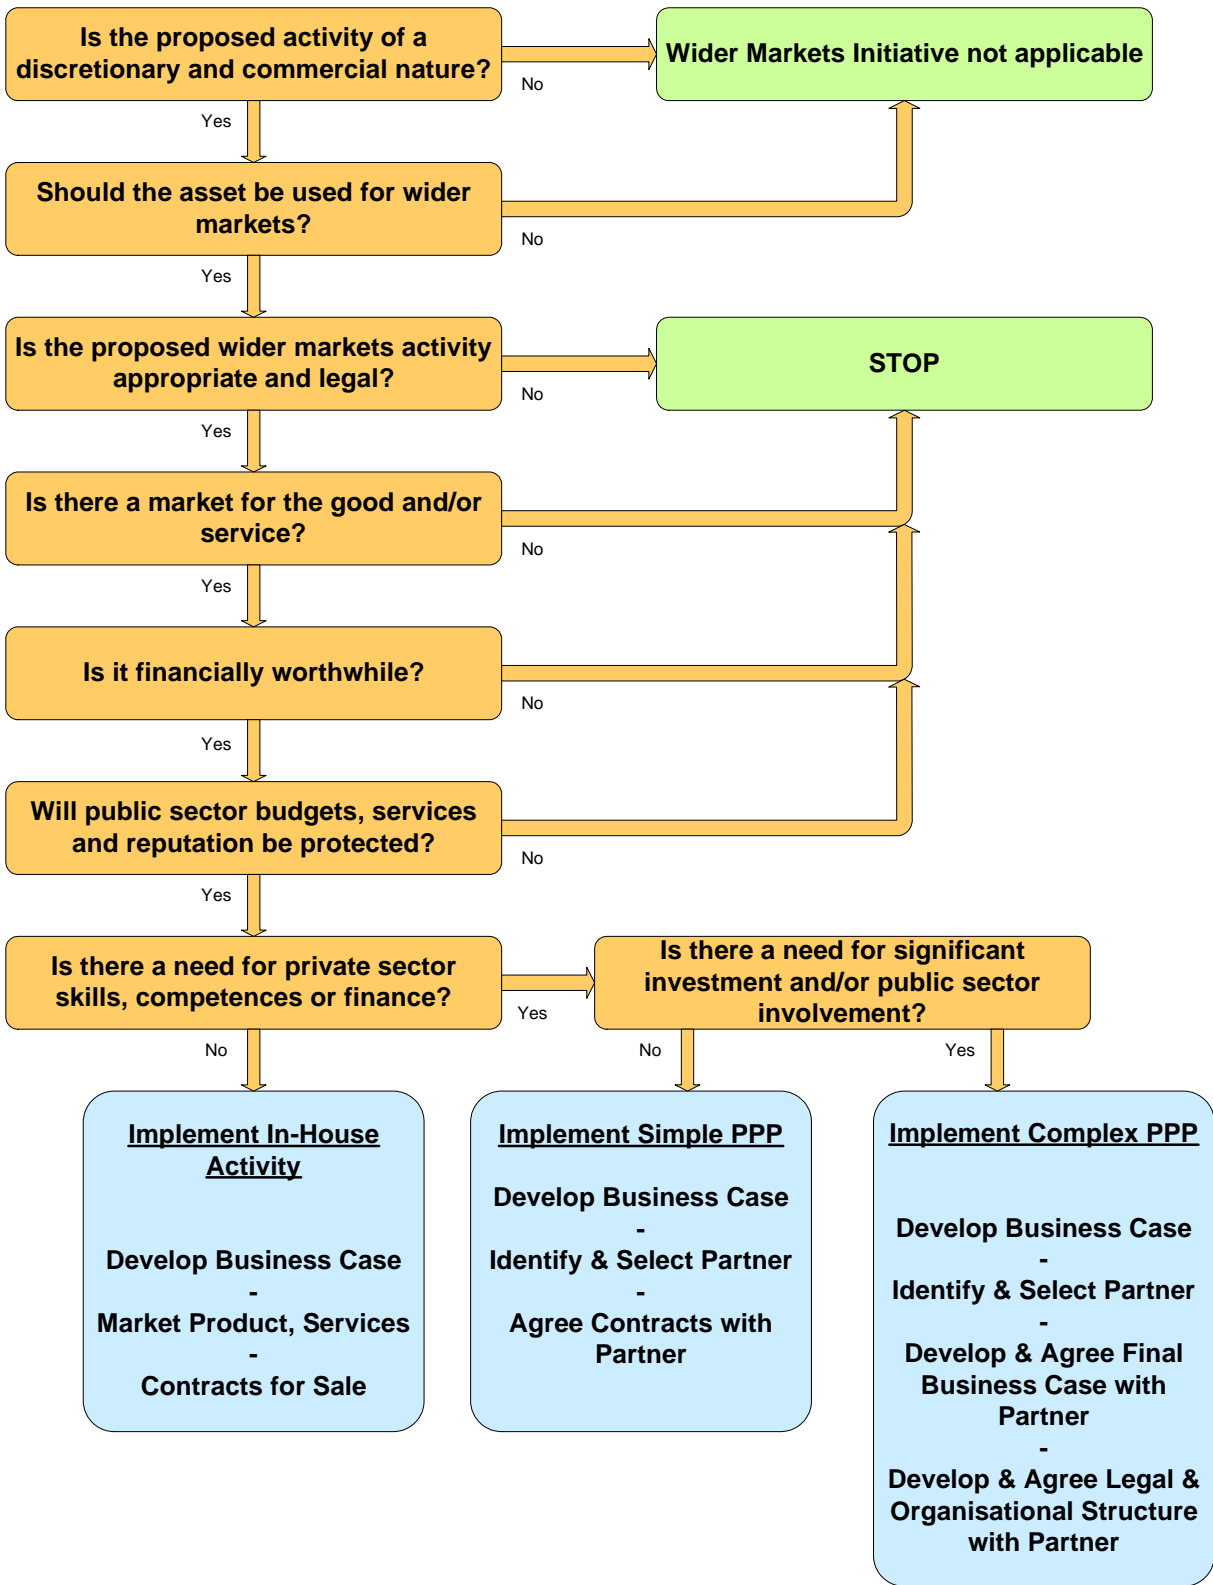 Is the proposed activity of a
discretionary and commercial nature?
No
Wider Markets Initiative not applicable
Yes
Should the asset be used for wider
markets?
No
Yes
Is the proposed wider markets activity
appropriate and legal?
No
STOP
Yes
Is there a market for the good and/or
service?
No
Yes
Is it financially worthwhile?
No
Yes
Will public sector budgets, services
and reputation be protected?
No
Yes
Is there a need for private sector
skills, competences or finance?
Yes
Is there a need for significant
investment and/or public sector
involvement?
No
No
Yes
Implement In-House
Activity
Develop Business Case
-
Market Product, Services
-
Contracts for Sale
Implement Simple PPP
Develop Business Case
-
Identify & Select Partner
-
Agree Contracts with
Partner
Implement Complex PPP
Develop Business Case
-
Identify & Select Partner
-
Develop & Agree Final
Business Case with
Partner
-
Develop & Agree Legal &
Organisational Structure
with Partner